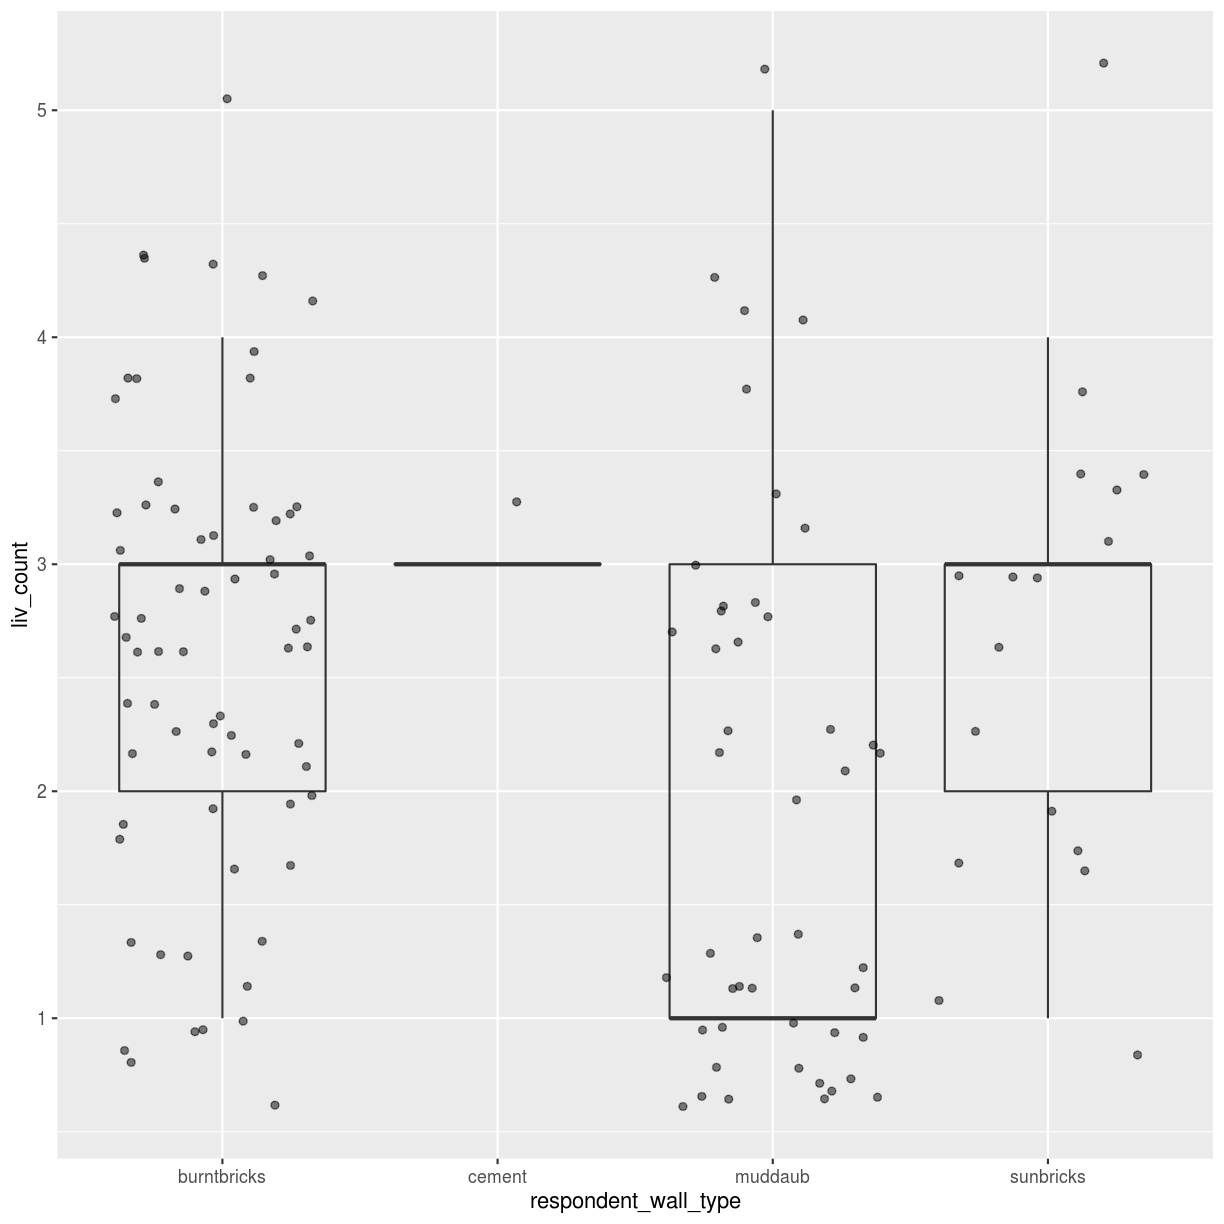 liv_count
5
4
3
2
1
burntbricks
cement
muddaub
sunbricks
respondent_wall_type